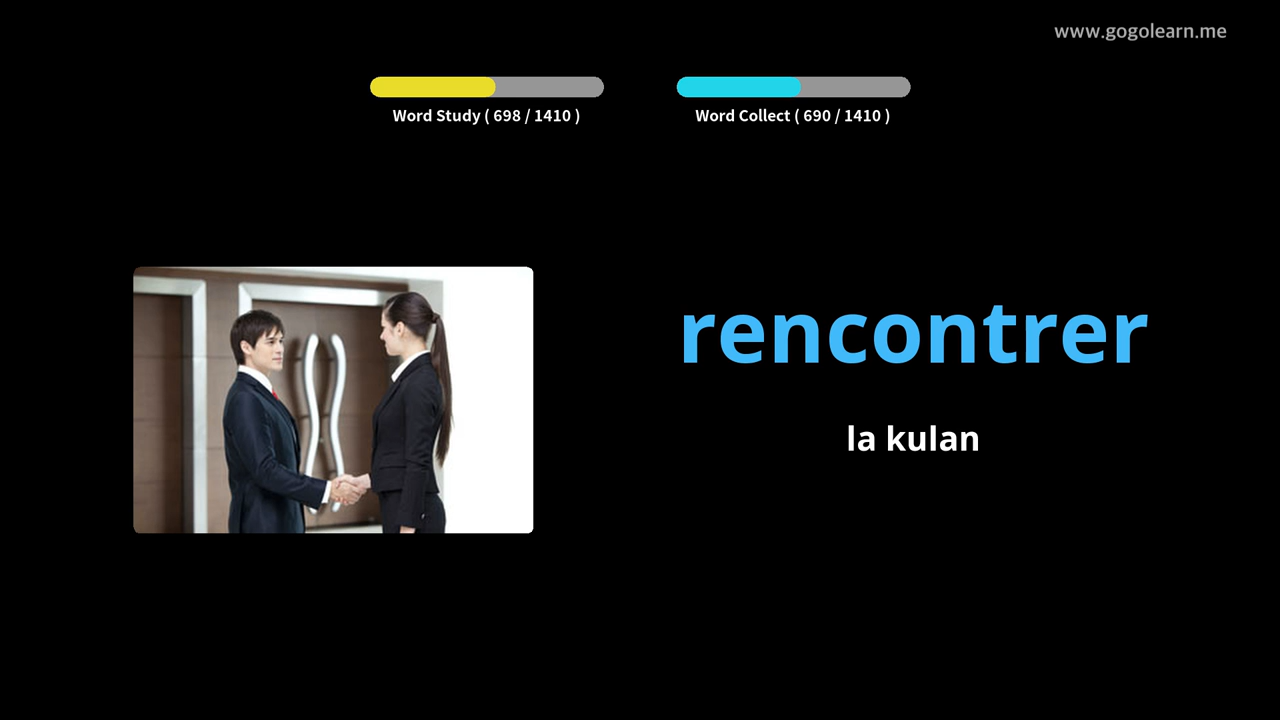 www.gogolearn.me
Word Study ( 698 / 1410 )
Word Collect ( 690 / 1410 )
rencontrer
la kulan